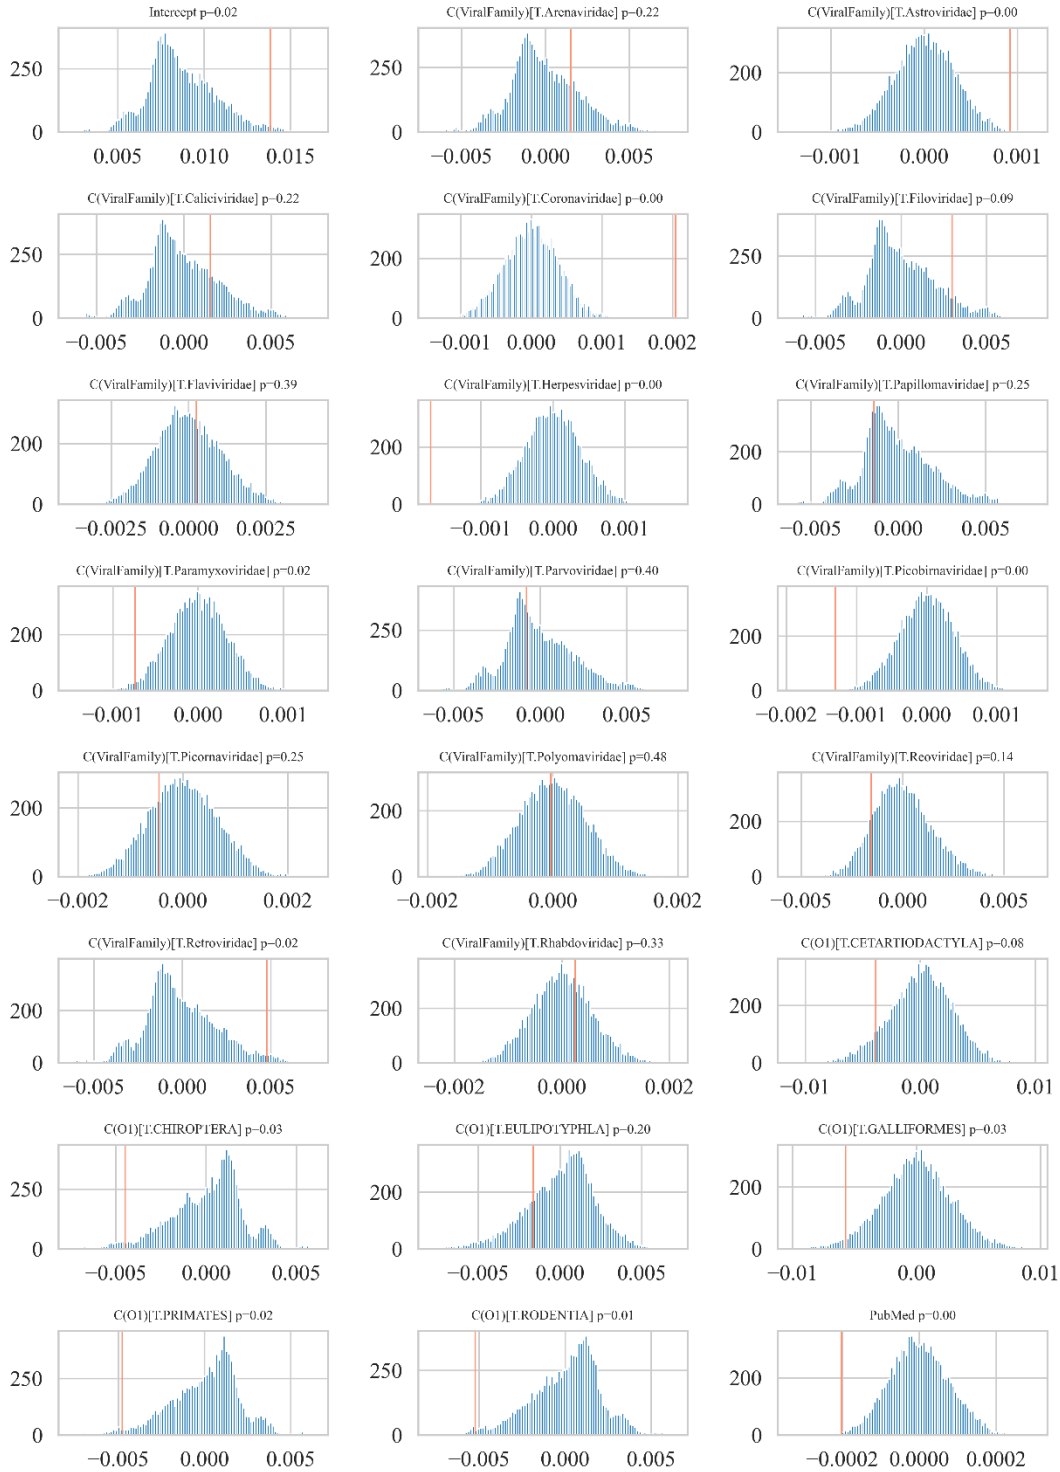 Intercept p=0.02
C(ViralFamily)[T.Arenaviridae] p=0.22
C(ViralFamily)[T.Astroviridae] p=0.00
250
0
0.005 0.010 0.015
250
0
−0.005 0.000 0.005
200
0
−0.001 0.000 0.001
C(ViralFamily)[T.Caliciviridae] p=0.22
C(ViralFamily)[T.Coronaviridae] p=0.00
C(ViralFamily)[T.Filoviridae] p=0.09
250
0
−0.005 0.000 0.005
200
0
−0.001 0.000 0.001 0.002
250
0
−0.005 0.000 0.005
C(ViralFamily)[T.Flaviviridae] p=0.39
C(ViralFamily)[T.Herpesviridae] p=0.00
C(ViralFamily)[T.Papillomaviridae] p=0.25
200
0
−0.0025 0.0000 0.0025
200
0
−0.001 0.000 0.001
200
0
−0.005 0.000 0.005
C(ViralFamily)[T.Paramyxoviridae] p=0.02
C(ViralFamily)[T.Parvoviridae] p=0.40
C(ViralFamily)[T.Picobirnaviridae] p=0.00
200
0
−0.001 0.000 0.001
250
0
−0.005 0.000 0.005
200
0
−0.002 −0.001 0.000 0.001
C(ViralFamily)[T.Picornaviridae] p=0.25
C(ViralFamily)[T.Polyomaviridae] p=0.48
C(ViralFamily)[T.Reoviridae] p=0.14
200
0
−0.002 0.000 0.002
200
0
−0.002 0.000 0.002
200
0
−0.005 0.000 0.005
C(ViralFamily)[T.Retroviridae] p=0.02
C(ViralFamily)[T.Rhabdoviridae] p=0.33
C(O1)[T.CETARTIODACTYLA] p=0.08
200
0
−0.005 0.000 0.005
200
0
−0.002 0.000 0.002
200
0
−0.01 0.00 0.01
C(O1)[T.CHIROPTERA] p=0.03
C(O1)[T.EULIPOTYPHLA] p=0.20
C(O1)[T.GALLIFORMES] p=0.03
250
0
−0.005 0.000 0.005
200
0
−0.005 0.000 0.005
200
0
−0.01 0.00 0.01
C(O1)[T.PRIMATES] p=0.02
C(O1)[T.RODENTIA] p=0.01
PubMed p=0.00
250
0
−0.005 0.000 0.005
250
0
−0.005 0.000 0.005
200
0
−0.0002 0.0000 0.0002